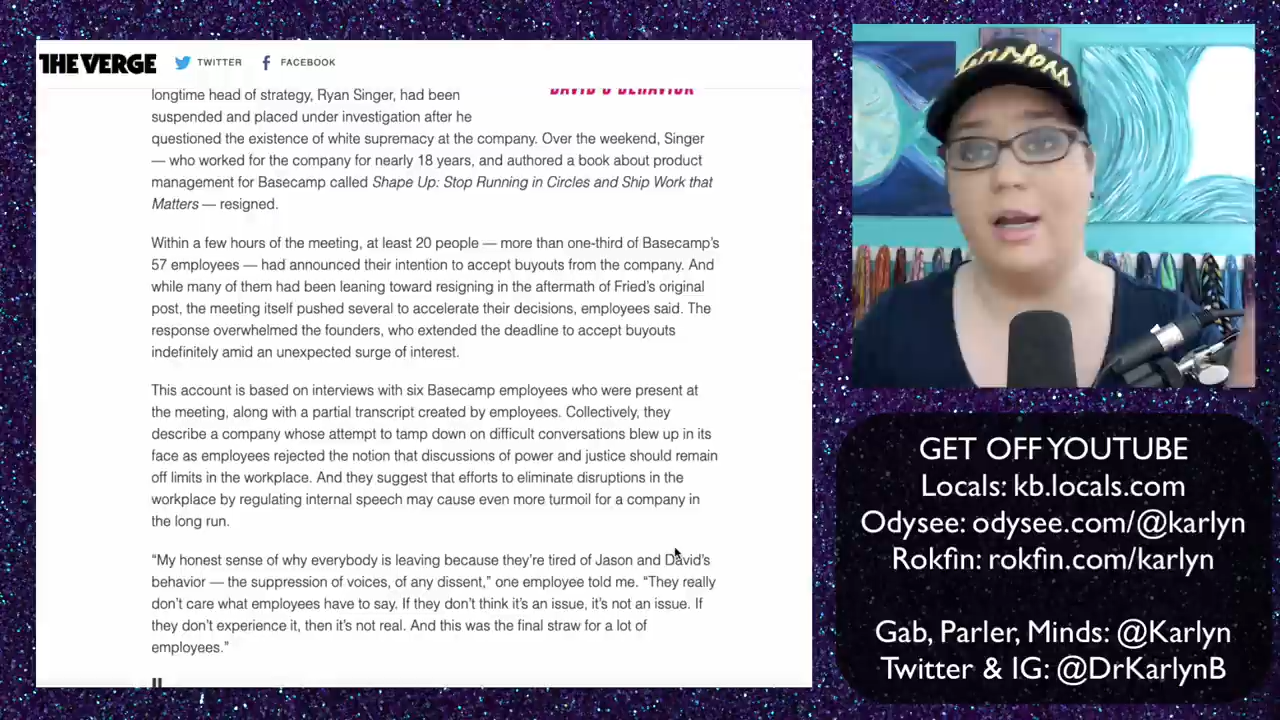 THE VERGE
TWITTER
FACEBOOK
longtime head of strategy, Ryan Singer, had been
DAVID'S BEHAVIOR
suspended and placed under investigation after he
questioned the existence of white supremacy at the company. Over the weekend, Singer
— who worked for the company for nearly 18 years, and authored a book about product
management for Basecamp called Shape Up: Stop Running in Circles and Ship Work that
Matters — resigned.
Within a few hours of the meeting, at least 20 people — more than one-third of Basecamp's
57 employees — had announced their intention to accept buyouts from the company. And
while many of them had been leaning toward resigning in the aftermath of Fried's original
post, the meeting itself pushed several to accelerate their decisions, employees said. The
response overwhelmed the founders, who extended the deadline to accept buyouts
indefinitely amid an unexpected surge of interest.
This account is based on interviews with six Basecamp employees who were present at
the meeting, along with a partial transcript created by employees. Collectively, they
describe a company whose attempt to tamp down on difficult conversations blew up in its
face as employees rejected the notion that discussions of power and justice should remain
off limits in the workplace. And they suggest that efforts to eliminate disruptions in the
workplace by regulating internal speech may cause even more turmoil for a company in
the long run.
“My honest sense of why everybody is leaving because they're tired of Jason and David's
behavior — the suppression of voices, of any dissent,” one employee told me. “They really
don't care what employees have to say. If they don't think it's an issue, it's not an issue. If
they don't experience it, then it's not real. And this was the final straw for a lot of
employees.”
Fearless
GET OFF YOUTUBE
Locals: kb.locals.com
Odysee: odysee.com/@karlyn
Rokfin: rokfin.com/karlyn
Gab, Parler, Minds: @Karlyn
Twitter & IG: @DrKarlynB